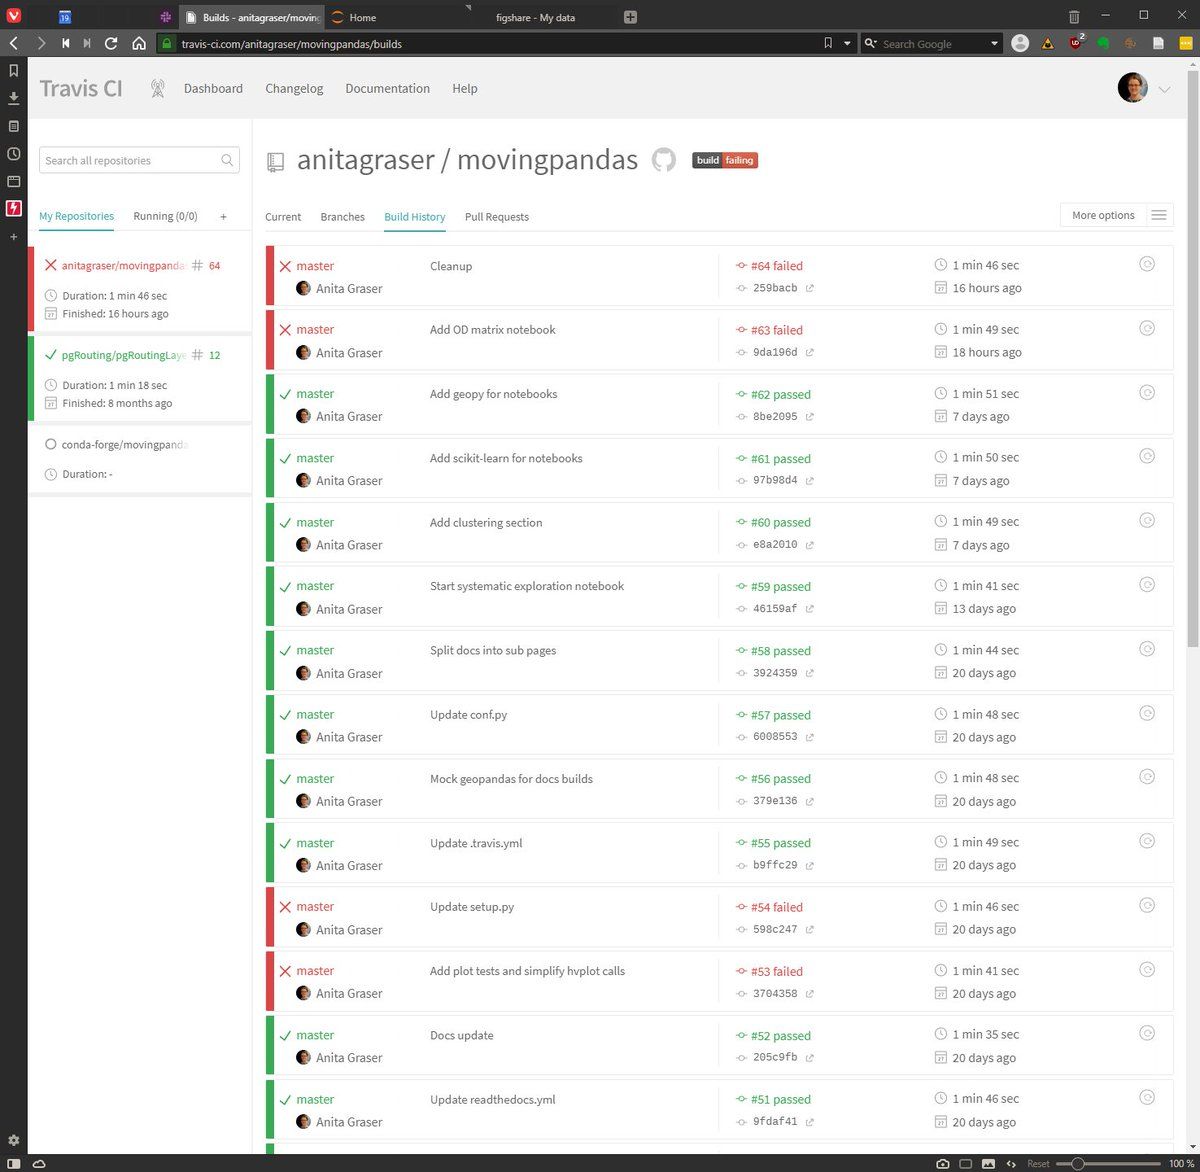 19
Builds - anitagraser/moving
Home
figshare - My data
travis-ci.com/anitagraser/movingpandas/builds
Search Google
2
Travis CI
Dashboard
Changelog
Documentation
Help
Search all repositories
anitagraser / movingpandas
build failing
My Repositories
Running (0/0)
+
Current
Branches
Build History
Pull Requests
More options
anitagraser/movingpandas # 64
Duration: 1 min 46 sec
Finished: 16 hours ago
pgRouting/pgRoutingLaye # 12
Duration: 1 min 18 sec
Finished: 8 months ago
conda-forge/movingpanda
Duration: -
master Cleanup #64 failed 1 min 46 sec
Anita Graser 259bacb 16 hours ago
master Add OD matrix notebook #63 failed 1 min 49 sec
Anita Graser 9da196d 18 hours ago
master Add geopy for notebooks #62 passed 1 min 51 sec
Anita Graser 8be2095 7 days ago
master Add scikit-learn for notebooks #61 passed 1 min 50 sec
Anita Graser 97b98d4 7 days ago
master Add clustering section #60 passed 1 min 49 sec
Anita Graser e8a2010 7 days ago
master Start systematic exploration notebook #59 passed 1 min 41 sec
Anita Graser 46159af 13 days ago
master Split docs into sub pages #58 passed 1 min 44 sec
Anita Graser 3924359 20 days ago
master Update conf.py #57 passed 1 min 48 sec
Anita Graser 6008553 20 days ago
master Mock geopandas for docs builds #56 passed 1 min 48 sec
Anita Graser 379e136 20 days ago
master Update .travis.yml #55 passed 1 min 49 sec
Anita Graser b9ffc29 20 days ago
master Update setup.py #54 failed 1 min 46 sec
Anita Graser 598c247 20 days ago
master Add plot tests and simplify hvplot calls #53 failed 1 min 41 sec
Anita Graser 3704358 20 days ago
master Docs update #52 passed 1 min 35 sec
Anita Graser 205c9fb 20 days ago
master Update readthedocs.yml #51 passed 1 min 46 sec
Anita Graser 9fdaf41 20 days ago
Reset
100 %